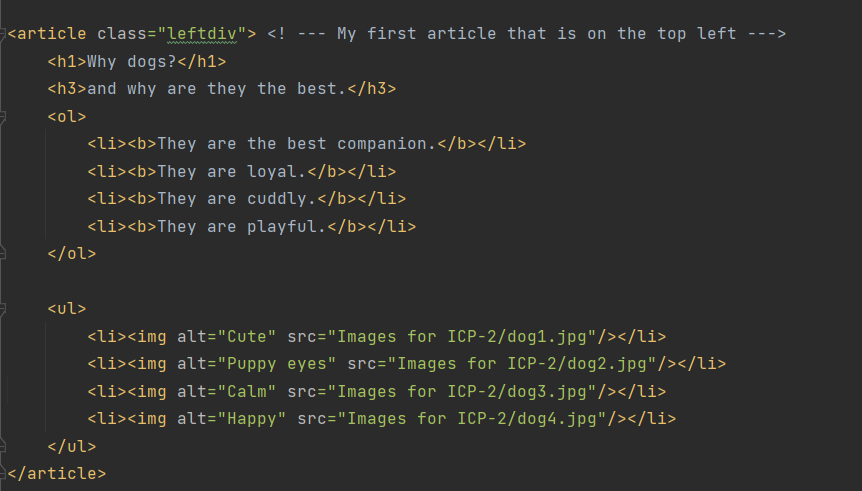 <article class="leftdiv"> <! --- My first article that is on the top left --->
    <h1>Why dogs?</h1>
    <h3>and why are they the best.</h3>
    <ol>
        <li><b>They are the best companion.</b></li>
        <li><b>They are loyal.</b></li>
        <li><b>They are cuddly.</b></li>
        <li><b>They are playful.</b></li>
    </ol>

    <ul>
        <li><img alt="Cute" src="Images for ICP-2/dog1.jpg"/></li>
        <li><img alt="Puppy eyes" src="Images for ICP-2/dog2.jpg"/></li>
        <li><img alt="Calm" src="Images for ICP-2/dog3.jpg"/></li>
        <li><img alt="Happy" src="Images for ICP-2/dog4.jpg"/></li>
    </ul>
</article>